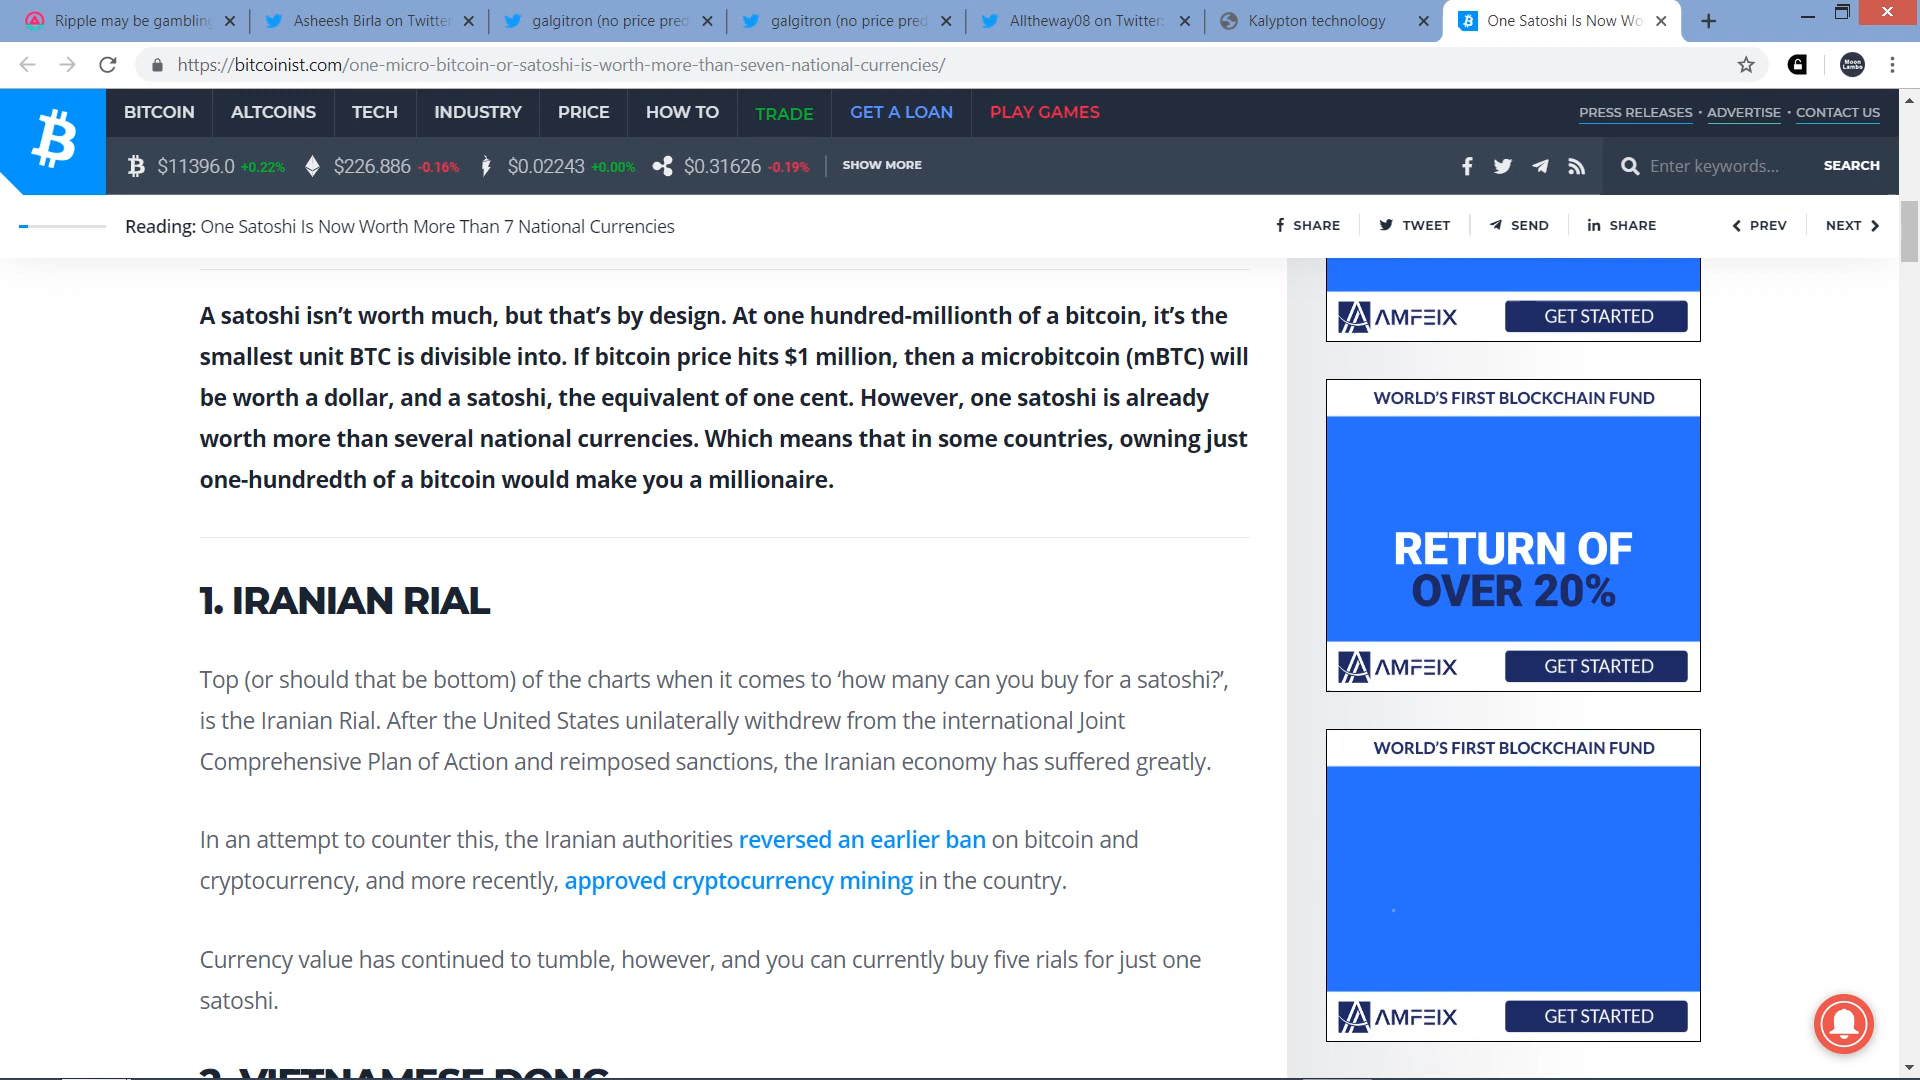 Ripple may be gambling
Asheesh Birla on Twitter
galgitron (no price pred
galgitron (no price pred
Alltheway08 on Twitter:
Kalypton technology
One Satoshi Is Now Wo
https://bitcoinist.com/one-micro-bitcoin-or-satoshi-is-worth-more-than-seven-national-currencies/
Moon Lambo
BITCOIN
ALTCOINS
TECH
INDUSTRY
PRICE
HOW TO
TRADE
GET A LOAN
PLAY GAMES
PRESS RELEASES • ADVERTISE • CONTACT US
$11396.0 +0.22%
$226.886 -0.16%
$0.02243 +0.00%
$0.31626 -0.19%
SHOW MORE
Enter keywords...
SEARCH
Reading: One Satoshi Is Now Worth More Than 7 National Currencies
SHARE
TWEET
SEND
SHARE
PREV
NEXT
A satoshi isn’t worth much, but that’s by design. At one hundred-millionth of a bitcoin, it’s the
smallest unit BTC is divisible into. If bitcoin price hits $1 million, then a microbitcoin (mBTC) will
be worth a dollar, and a satoshi, the equivalent of one cent. However, one satoshi is already
worth more than several national currencies. Which means that in some countries, owning just
one-hundredth of a bitcoin would make you a millionaire.
1. IRANIAN RIAL
Top (or should that be bottom) of the charts when it comes to ‘how many can you buy for a satoshi?’,
is the Iranian Rial. After the United States unilaterally withdrew from the international Joint
Comprehensive Plan of Action and reimposed sanctions, the Iranian economy has suffered greatly.
In an attempt to counter this, the Iranian authorities reversed an earlier ban on bitcoin and
cryptocurrency, and more recently, approved cryptocurrency mining in the country.
Currency value has continued to tumble, however, and you can currently buy five rials for just one
satoshi.
2. VIETNAMESE DONG
AMFEIX
GET STARTED
WORLD’S FIRST BLOCKCHAIN FUND
RETURN OF
OVER 20%
AMFEIX
GET STARTED
WORLD’S FIRST BLOCKCHAIN FUND
AMFEIX
GET STARTED